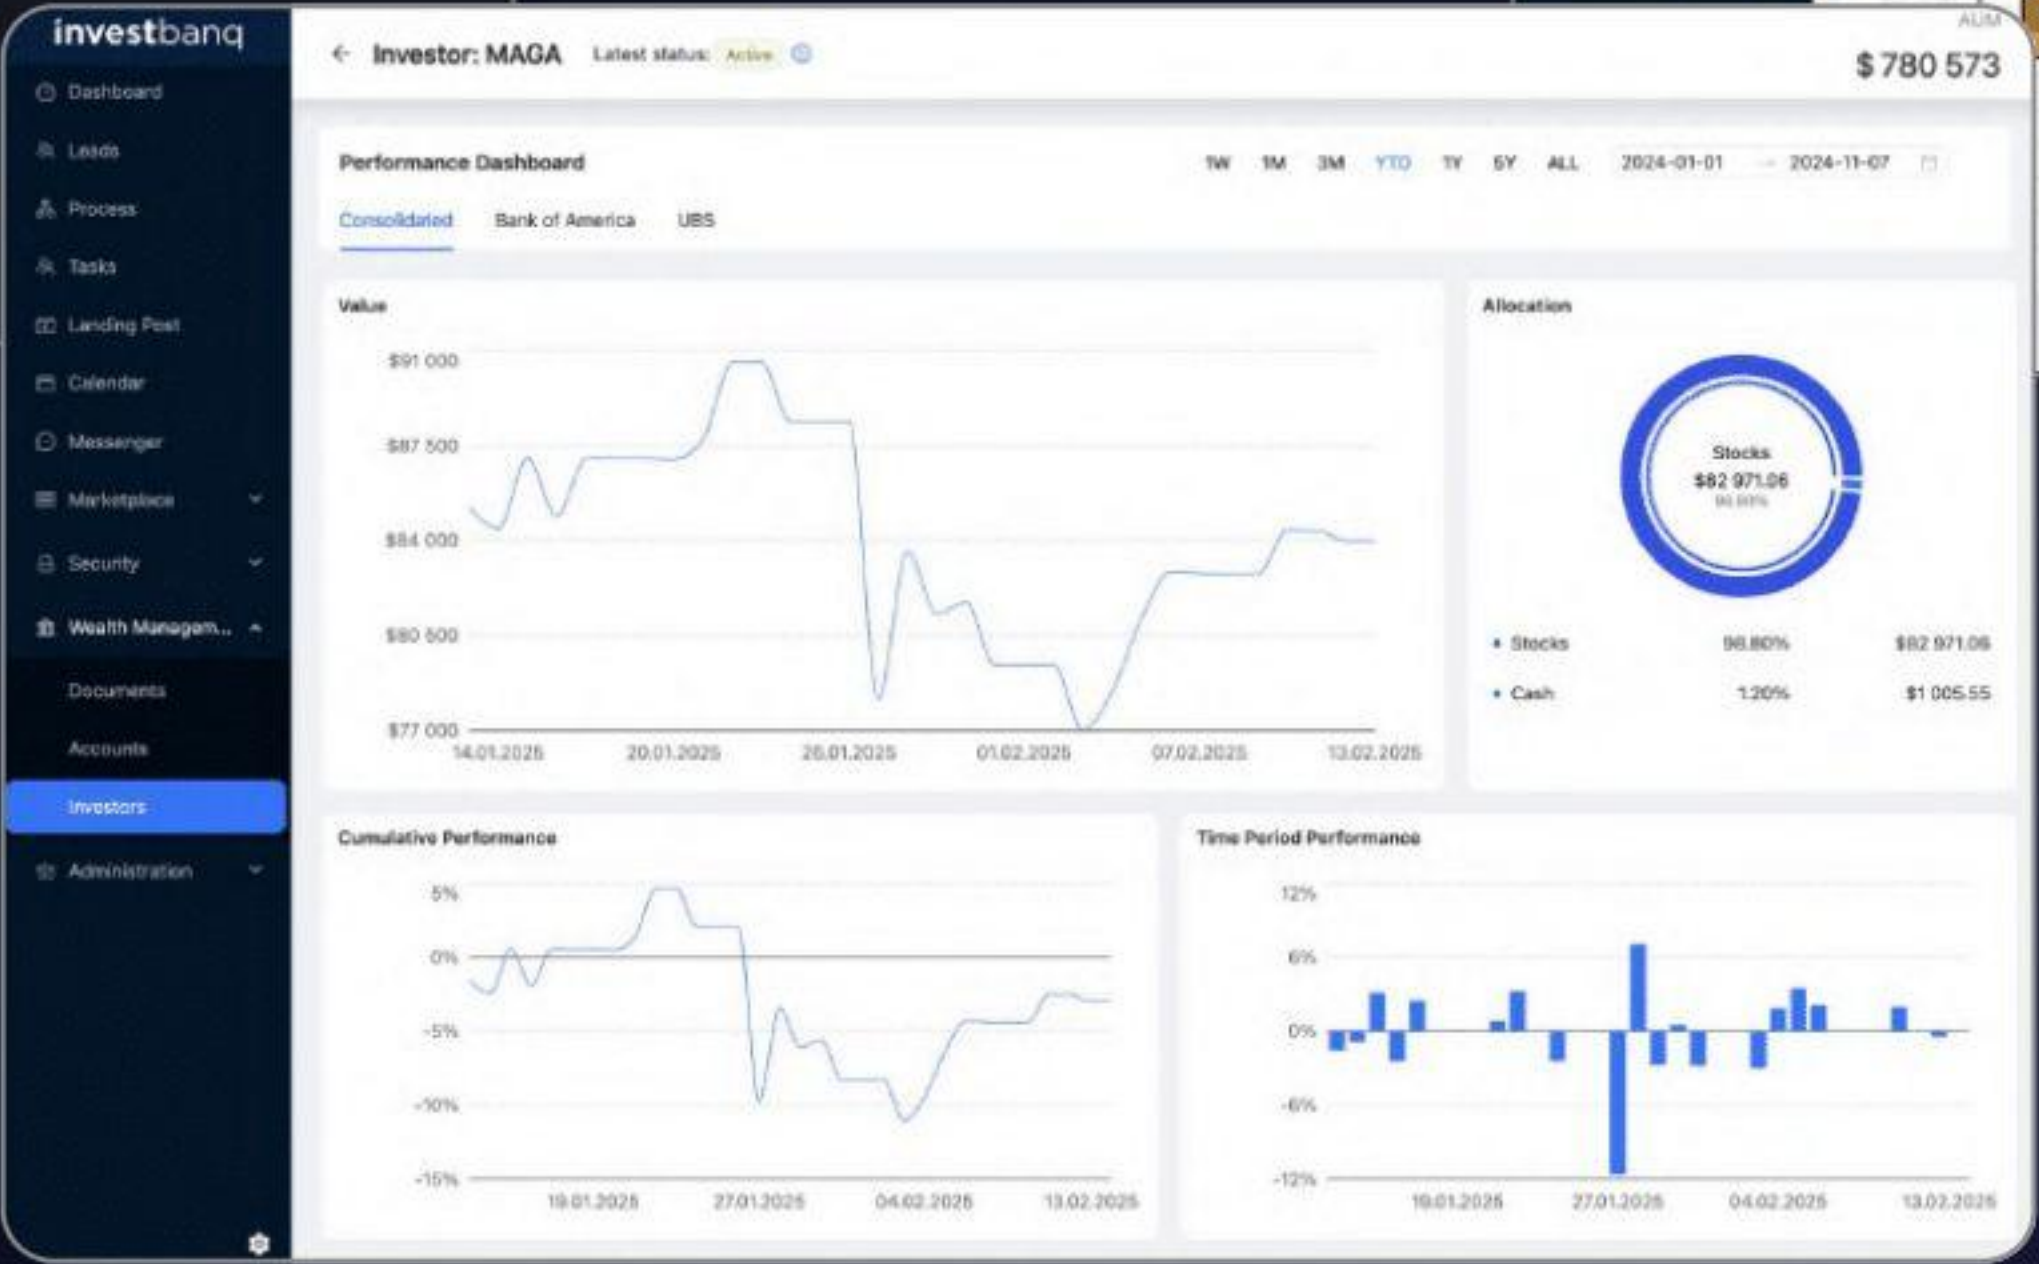 investbanq
Dashboard
Leads
Process
Tasks
Landing Post
Calendar
Messenger
Marketplace
Security
Wealth Managem...
Documents
Accounts
Investors
Administration
Investor: MAGA Latest status: Active
AUM
$ 780 573
Performance Dashboard
1W 1M 3M YTD 1Y 5Y ALL 2024-01-01 → 2024-11-07
Consolidated Bank of America UBS
Value
$91 000
$87 500
$84 000
$80 500
$77 000
14.01.2025 20.01.2025 26.01.2025 01.02.2025 07.02.2025 13.02.2025
Allocation
Stocks
$82 971.06
98.80%
Stocks 98.80% $82 971.06
Cash 1.20% $1 005.55
Cumulative Performance
5%
0%
-5%
-10%
-15%
19.01.2025 27.01.2025 04.02.2025 13.02.2025
Time Period Performance
12%
6%
0%
-6%
-12%
19.01.2025 27.01.2025 04.02.2025 13.02.2025